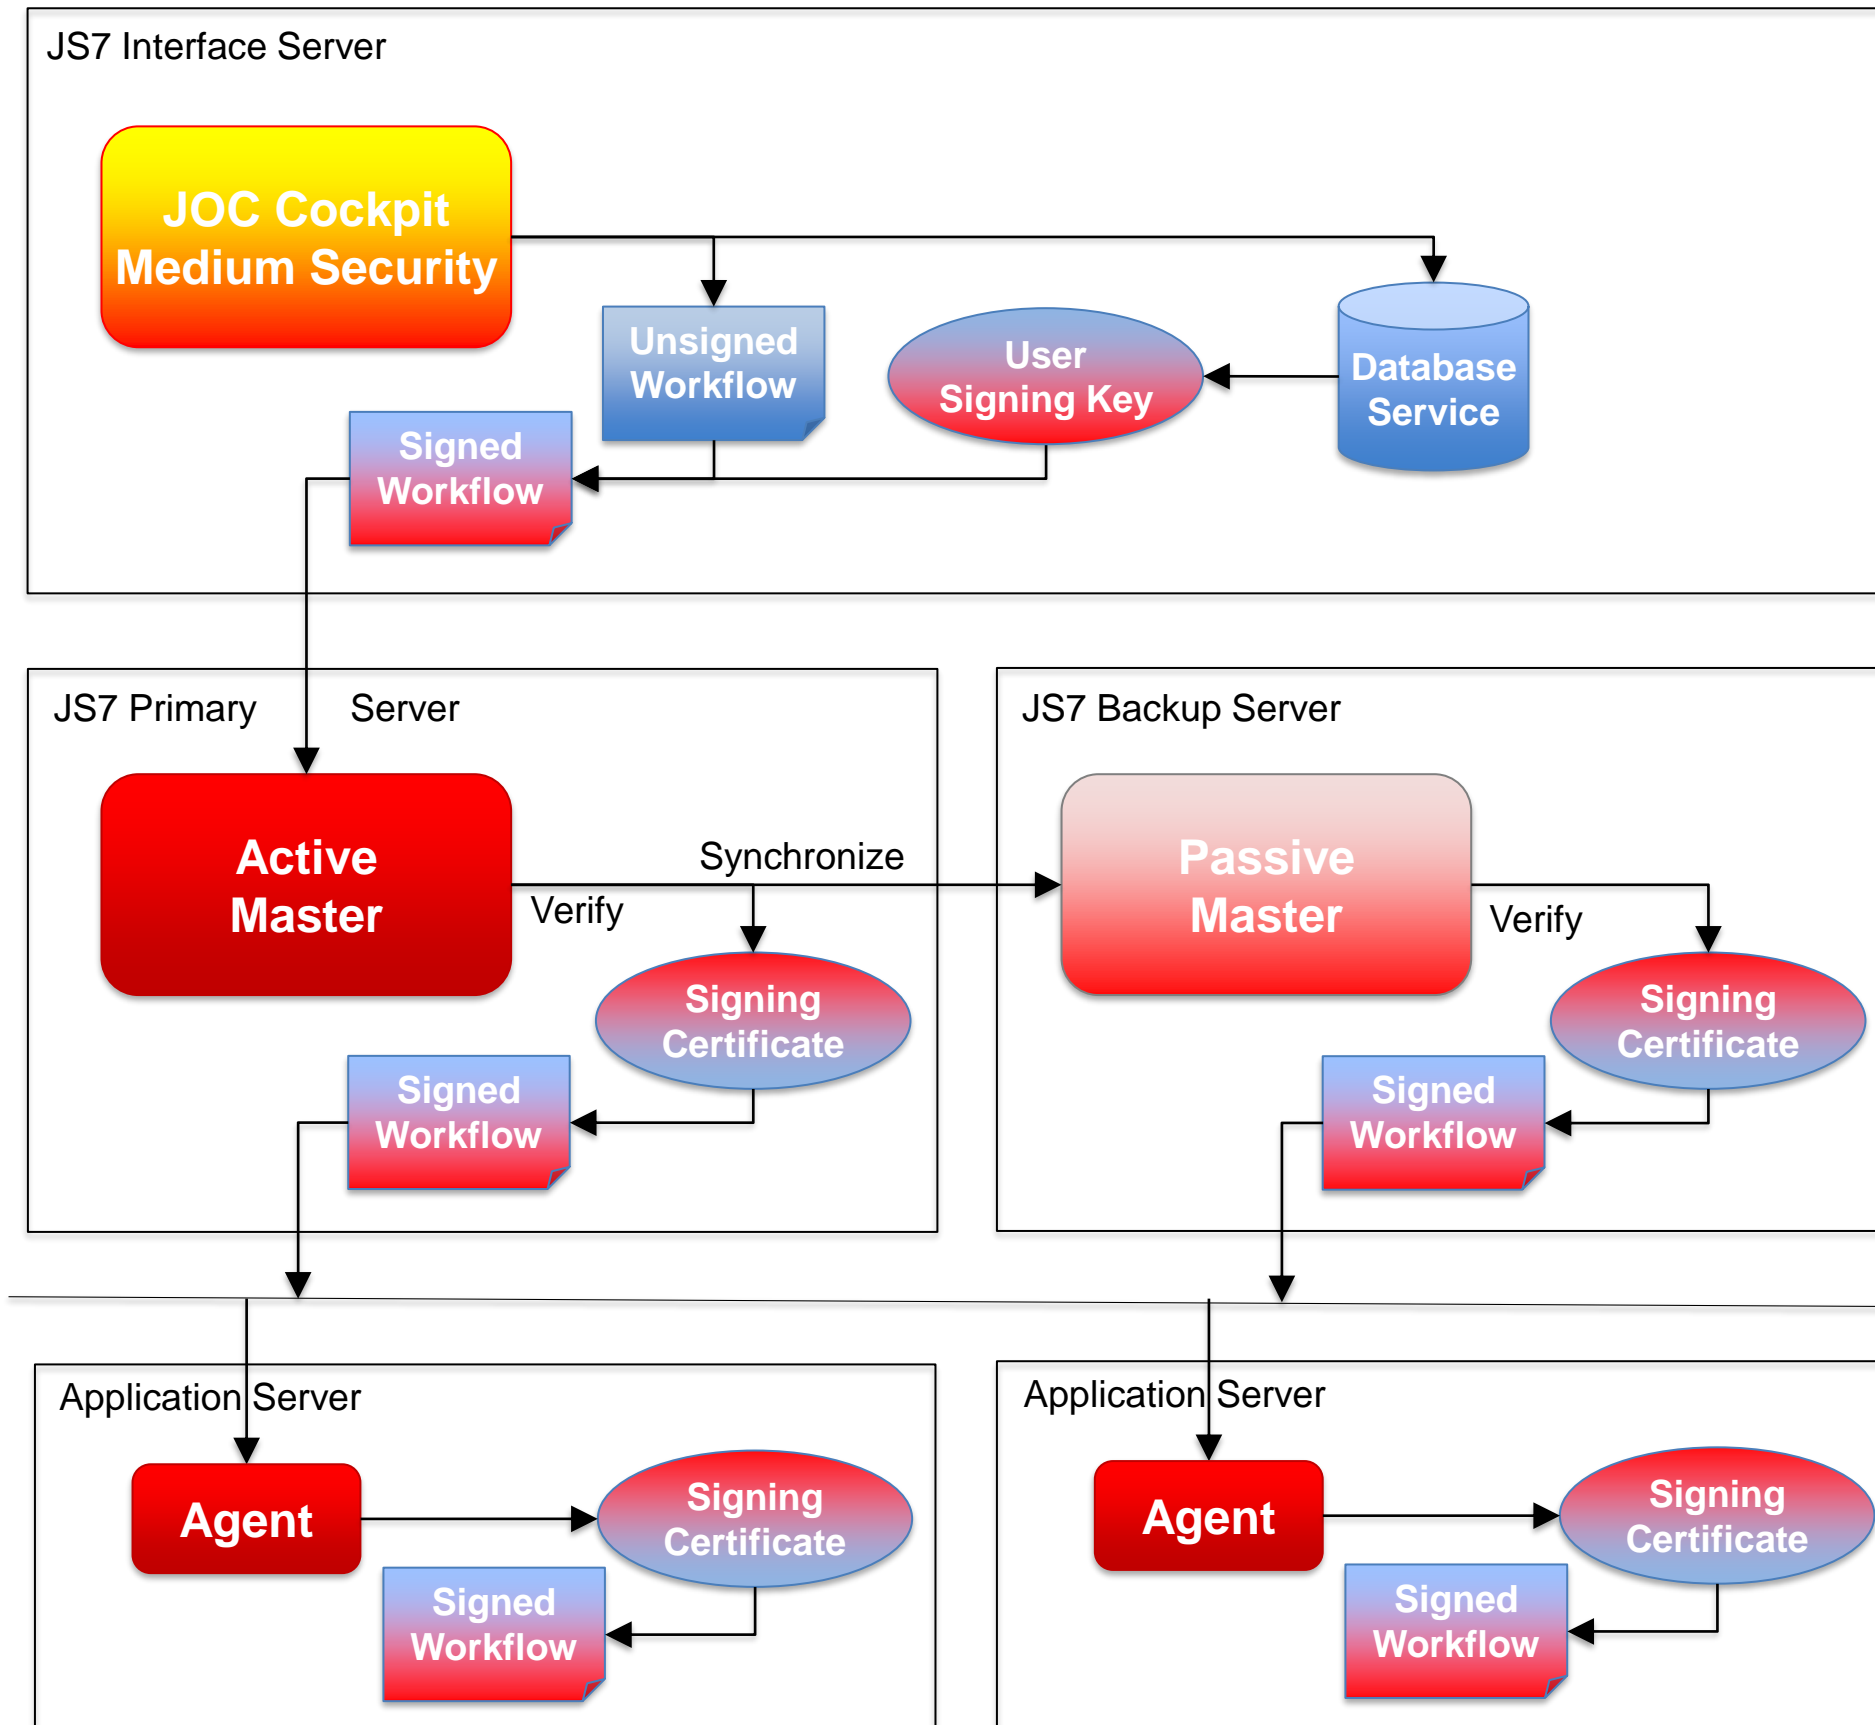 JS7 Interface Server
JOC Cockpit
Medium Security
Unsigned
Workflow
User
Signing Key
Database
Service
Signed
Workflow
JS7 Primary Server
Active
Master
Synchronize
Verify
Signing
Certificate
Signed
Workflow
JS7 Backup Server
Passive
Master
Verify
Signing
Certificate
Signed
Workflow
Application Server
Agent
Signing
Certificate
Signed
Workflow
Application Server
Agent
Signing
Certificate
Signed
Workflow